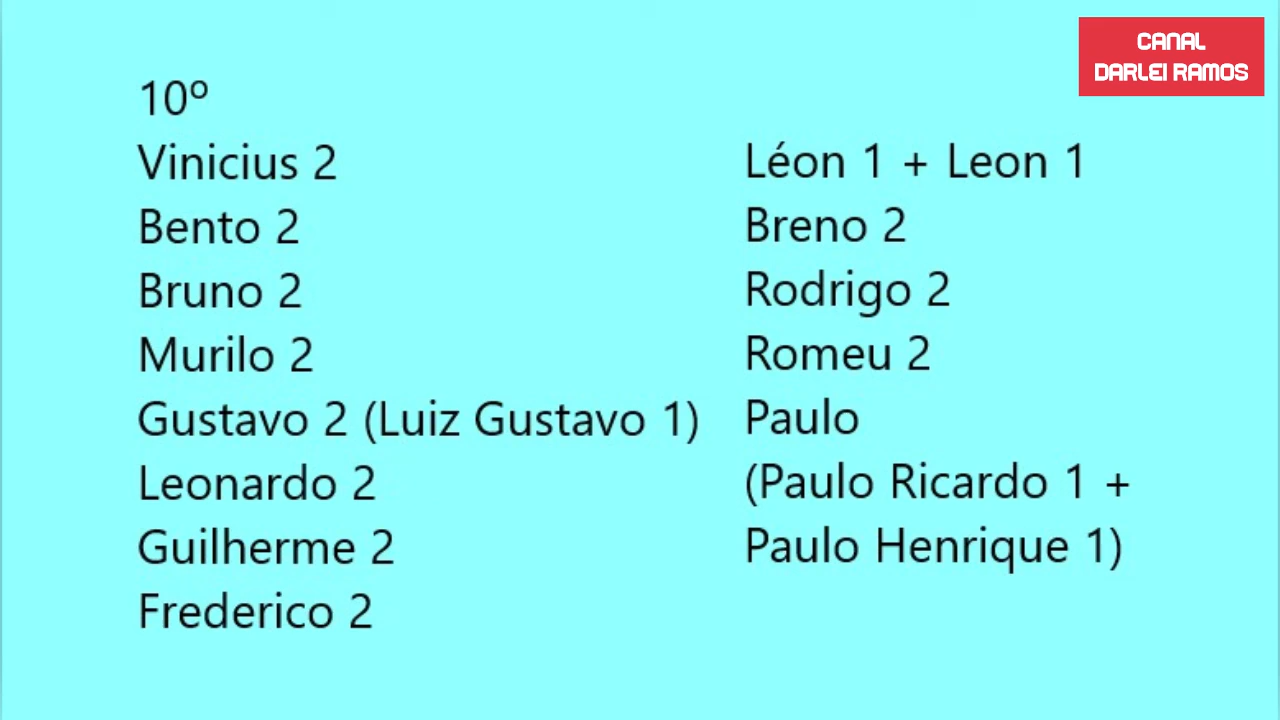 CANAL
DARLEI RAMOS
10º
Vinicius 2
Bento 2
Bruno 2
Murilo 2
Gustavo 2 (Luiz Gustavo 1)
Leonardo 2
Guilherme 2
Frederico 2
Léon 1 + Leon 1
Breno 2
Rodrigo 2
Romeu 2
Paulo
(Paulo Ricardo 1 +
Paulo Henrique 1)